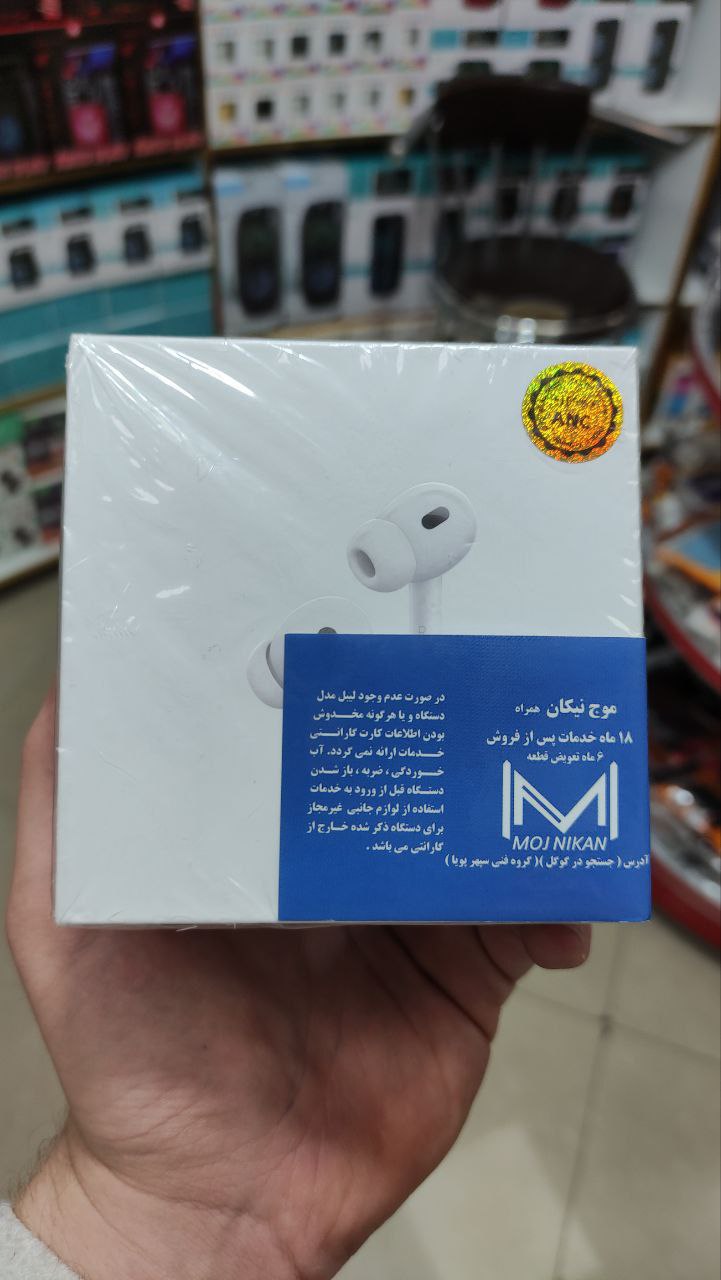 ANC
موج نیکان همراه
۱۸ ماه خدمات پس از فروش
۶ ماه تعویض قطعه
MOJ NIKAN
آدرس ( جستجو در گوگل )( گروه فنی سپهر پویا )
در صورت عدم وجود لیبل مدل
دستگاه و یا هرگونه مخدوش
بودن اطلاعات کارت گارانتی
خدمات ارائه نمی گردد. آب
خوردگی ، ضربه ، باز شدن
دستگاه قبل از ورود به خدمات
استفاده از لوازم جانبی غیرمجاز
برای دستگاه ذکر شده خارج از
گارانتی می باشد .